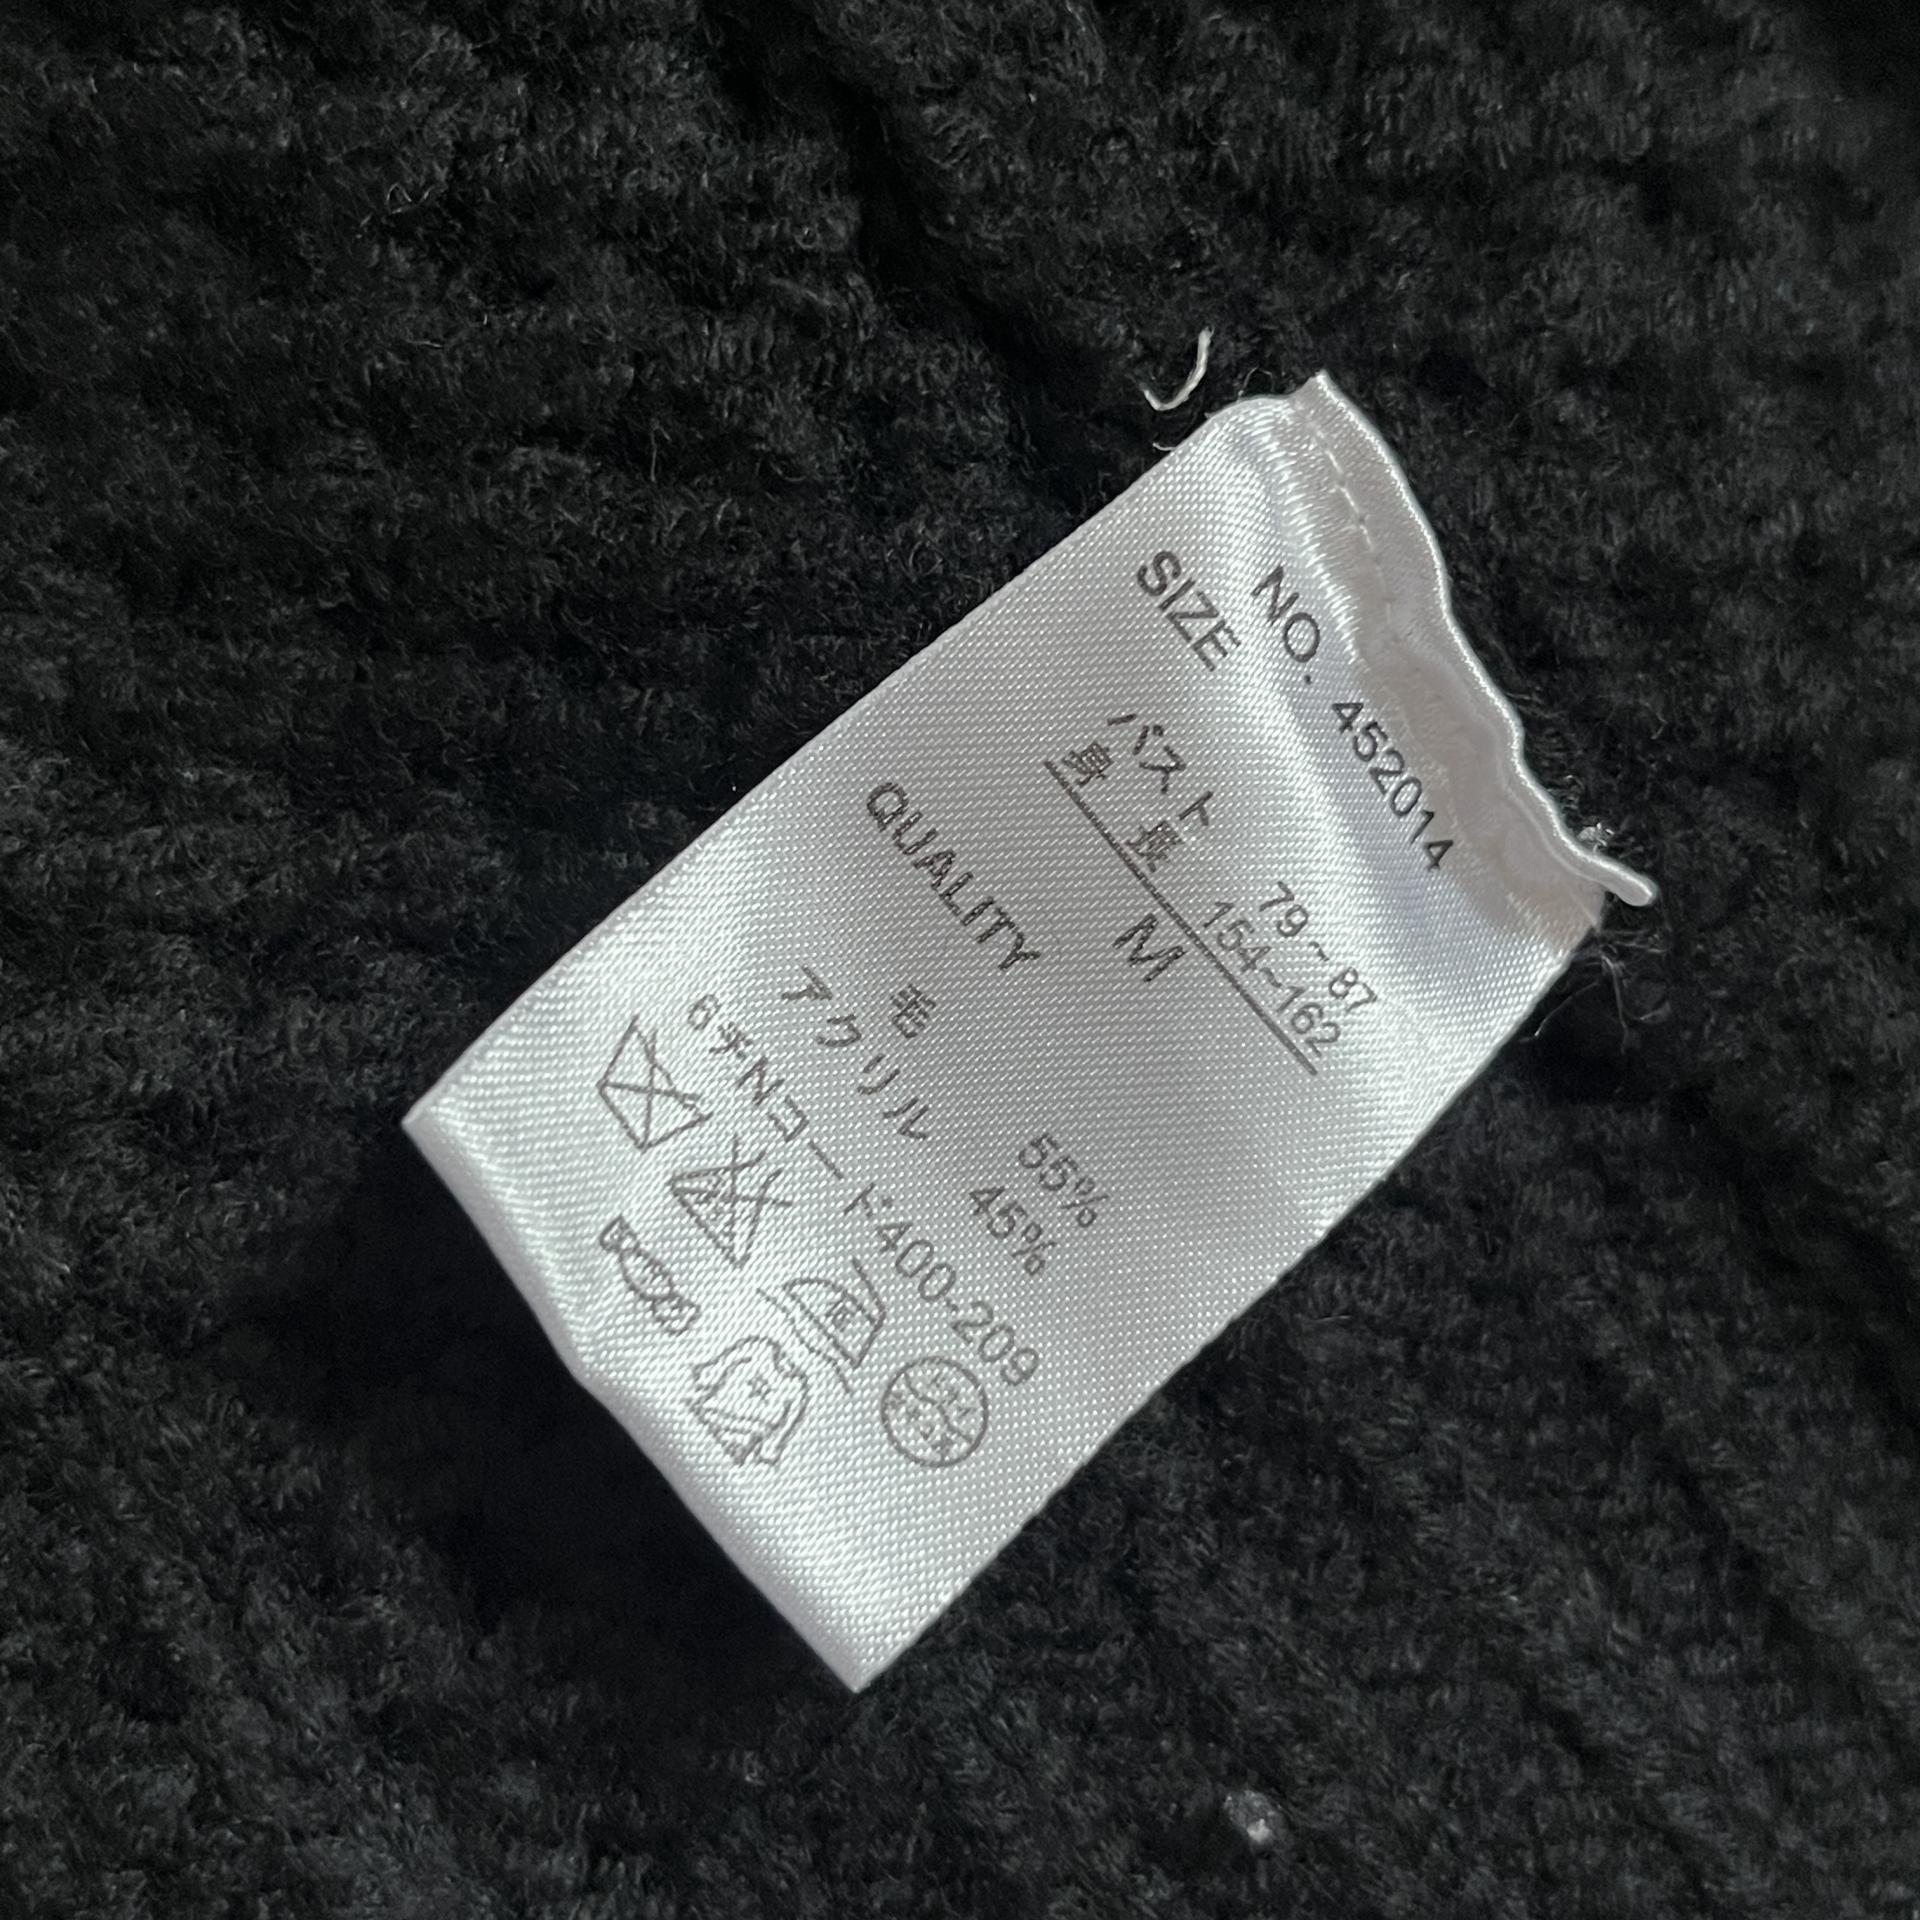 NO. 452014
SIZE
バスト 79~87
身長 154~162
M
QUALITY
毛 55%
アクリル 45%
6チNコード400-209